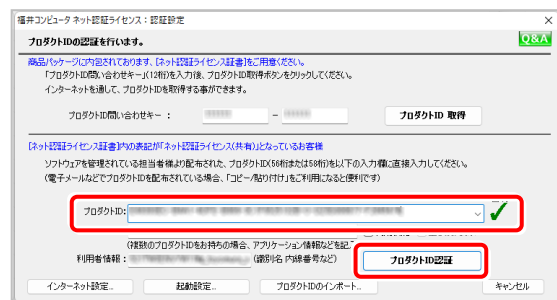 福井コンピュータ ネット認証ライセンス：認証設定
プロダクトIDの認証を行います。
Q&A
商品パッケージに内容されております、[ネット認証ライセンス証書]をご用意ください。
「プロダクトID問い合わせキー」(12桁)を入力後、プロダクトID取得ボタンをクリックしてください。
インターネットを通して、プロダクトIDを取得する事ができます。
プロダクトID問い合わせキー：
-
プロダクトID 取得
[ネット認証ライセンス証書]内の表記が「ネット認証ライセンス(共有)」となっているお客様
ソフトウェアを管理されている担当者様より配布された、プロダクトID(56桁または58桁)を以下の入力欄に直接入力してください。
(電子メールなどでプロダクトIDを配布されている場合、「コピー/貼り付け」をご利用になると便利です)
プロダクトID:
(複数のプロダクトIDをお持ちの場合、アプリケーション情報などを記
利用者情報：
(識別名 内線番号など)
プロダクトID認証
インターネット設定...
起動設定...
プロダクトIDのインポート...
キャンセル